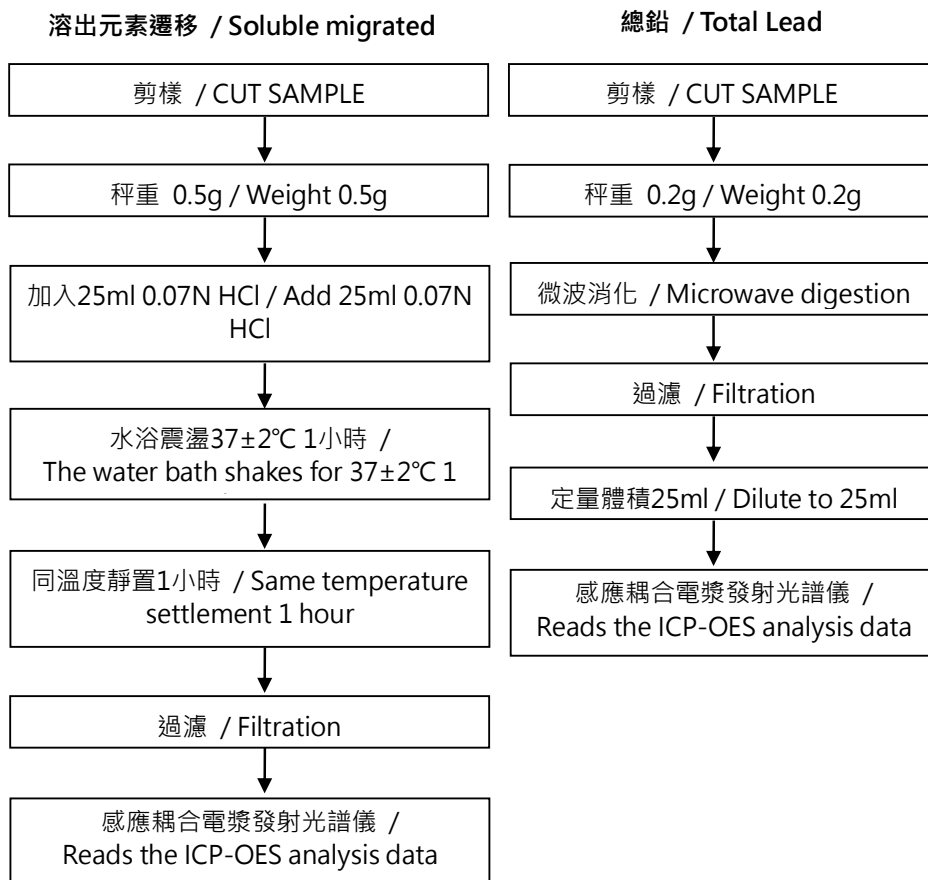 溶出元素遷移 / Soluble migrated
剪樣 / CUT SAMPLE
秤重 0.5g / Weight 0.5g
加入25ml 0.07N HCl / Add 25ml 0.07N
HCl
水浴震盪37±2℃ 1小時 /
The water bath shakes for 37±2℃ 1
同溫度靜置1小時 / Same temperature
settlement 1 hour
過濾 / Filtration
感應耦合電漿發射光譜儀 /
Reads the ICP-OES analysis data
總鉛 / Total Lead
剪樣 / CUT SAMPLE
秤重 0.2g / Weight 0.2g
微波消化 / Microwave digestion
過濾 / Filtration
定量體積25ml / Dilute to 25ml
感應耦合電漿發射光譜儀 /
Reads the ICP-OES analysis data